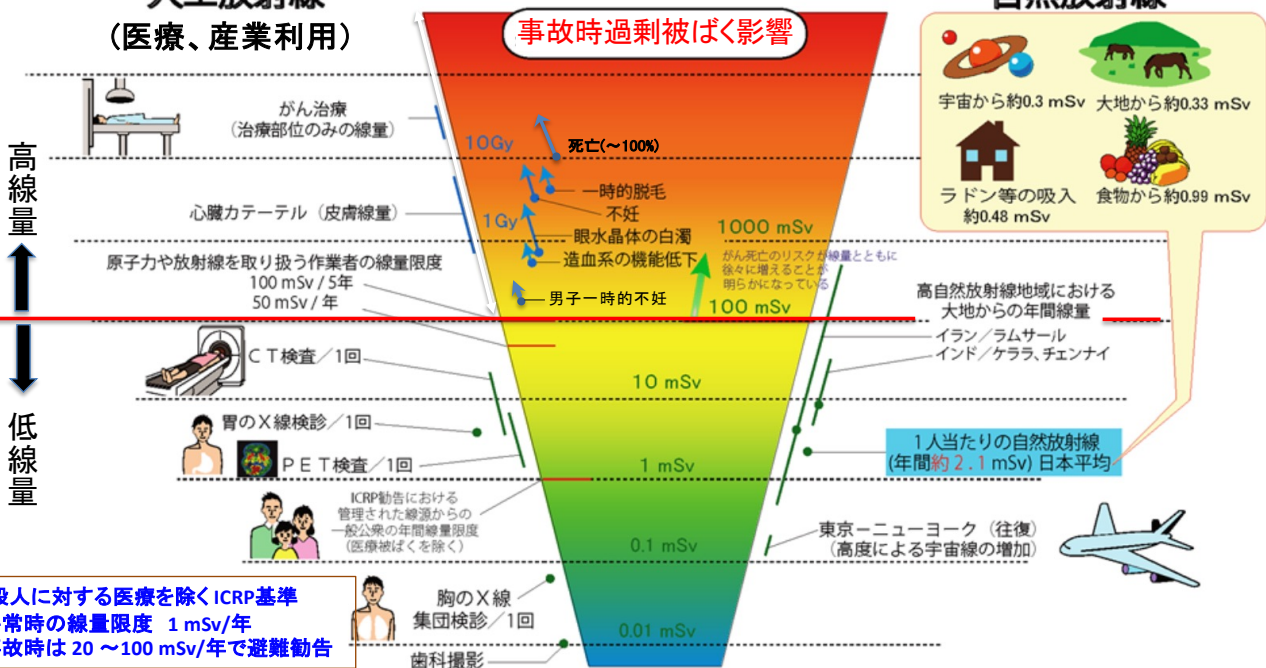 (医療、産業利用)
事故時過剰被ばく影響
宇宙から約0.3 mSv
大地から約0.33 mSv
ラドン等の吸入
約0.48 mSv
食物から約0.99 mSv
がん治療
(治療部位のみの線量)
10Gy
死亡(~100%)
高線量
一時的脱毛
不妊
心臓カテーテル (皮膚線量)
1Gy
1000 mSv
眼水晶体の白濁
造血系の機能低下
がん死亡のリスクが線量とともに
徐々に増えることが
明らかになっている
原子力や放射線を取り扱う作業者の線量限度
100 mSv / 5年
50 mSv / 年
男子一時的不妊
100 mSv
高自然放射線地域における
大地からの年間線量
イラン/ラムサール
インド/ケララ、チェンナイ
CT検査/1回
10 mSv
低線量
胃のX線検診/1回
PET検査/1回
1 mSv
1人当たりの自然放射線
(年間約2.1 mSv) 日本平均
ICRP勧告における
管理された線源からの
一般公衆の年間線量限度
(医療被ばくを除く)
0.1 mSv
東京ーニューヨーク (往復)
(高度による宇宙線の増加)
般人に対する医療を除くICRP基準
常時の線量限度 1 mSv/年
故時は 20 ~100 mSv/年で避難勧告
胸のX線
集団検診/1回
0.01 mSv
歯科撮影